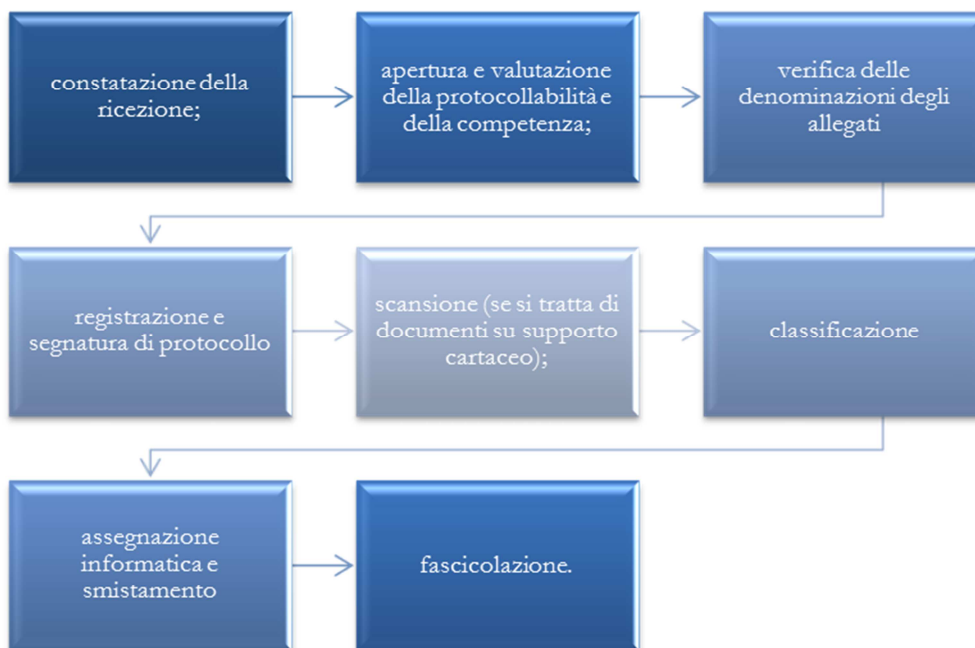 constatazione della
ricezione;
apertura e valutazione
della protocollabilità e
della competenza;
verifica delle
denominazioni degli
allegati
registrazione e
segnatura di protocollo
scansione (se si tratta di
documenti su supporto
cartaceo);
classificazione
assegnazione
informatica e
smistamento
fascicolazione.